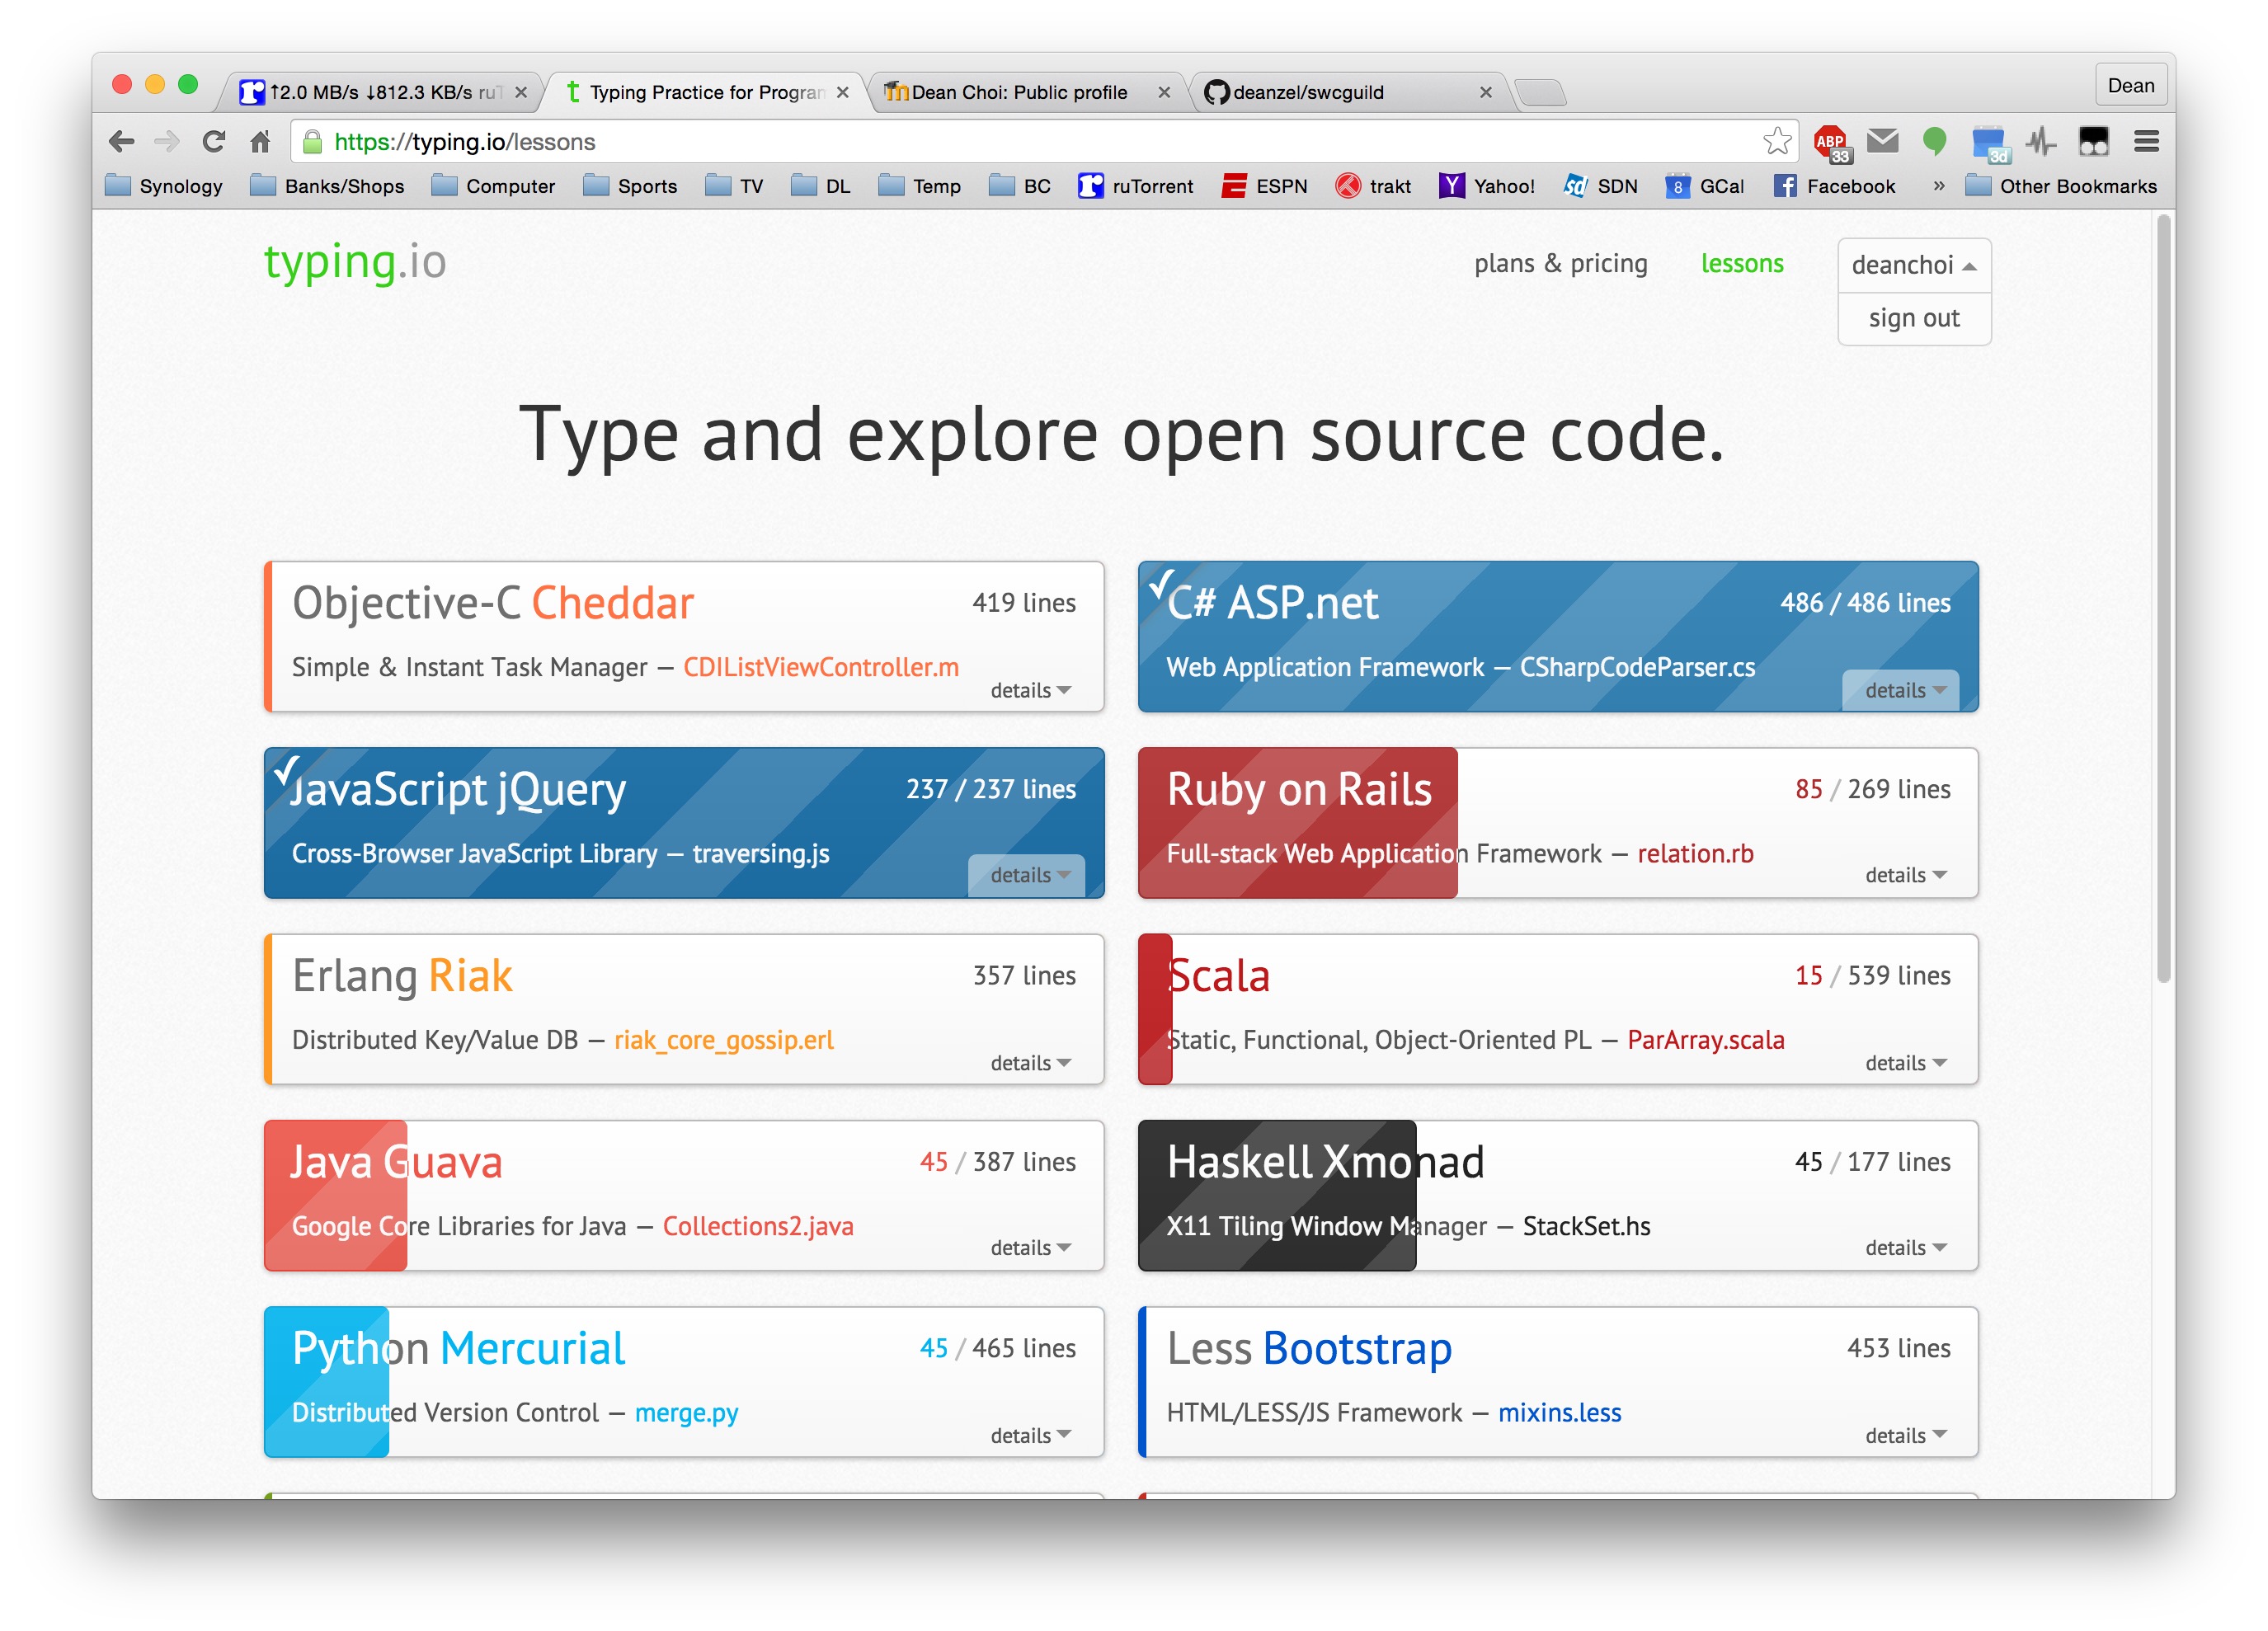 ↑2.0 MB/s ↓812.3 KB/s ruT
Typing Practice for Program
Dean Choi: Public profile
deanzel/swcguild
Dean
https://typing.io/lessons
ABP
33
3d
Synology
Banks/Shops
Computer
Sports
TV
DL
Temp
BC
ruTorrent
ESPN
trakt
Yahoo!
SDN
8
GCal
Facebook
»
Other Bookmarks
typing.io
plans & pricing
lessons
deanchoi
sign out
Type and explore open source code.
Objective-C Cheddar
419 lines
Simple & Instant Task Manager — CDIListViewController.m
details
C# ASP.net
486 / 486 lines
Web Application Framework — CSharpCodeParser.cs
details
JavaScript jQuery
237 / 237 lines
Cross-Browser JavaScript Library — traversing.js
details
Ruby on Rails
85 / 269 lines
Full-stack Web Application Framework — relation.rb
details
Erlang Riak
357 lines
Distributed Key/Value DB — riak_core_gossip.erl
details
Scala
15 / 539 lines
Static, Functional, Object-Oriented PL — ParArray.scala
details
Java Guava
45 / 387 lines
Google Core Libraries for Java — Collections2.java
details
Haskell Xmonad
45 / 177 lines
X11 Tiling Window Manager — StackSet.hs
details
Python Mercurial
45 / 465 lines
Distributed Version Control — merge.py
details
Less Bootstrap
453 lines
HTML/LESS/JS Framework — mixins.less
details